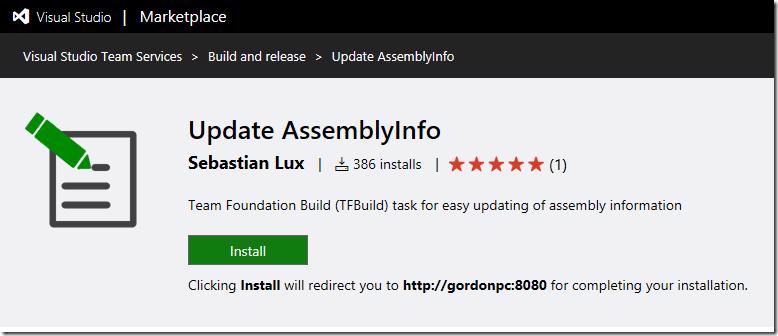 Visual Studio | Marketplace
Visual Studio Team Services > Build and release > Update AssemblyInfo
Update AssemblyInfo
Sebastian Lux | 386 installs | (1)
Team Foundation Build (TFBuild) task for easy updating of assembly information
Install
Clicking Install will redirect you to http://gordonpc:8080 for completing your installation.